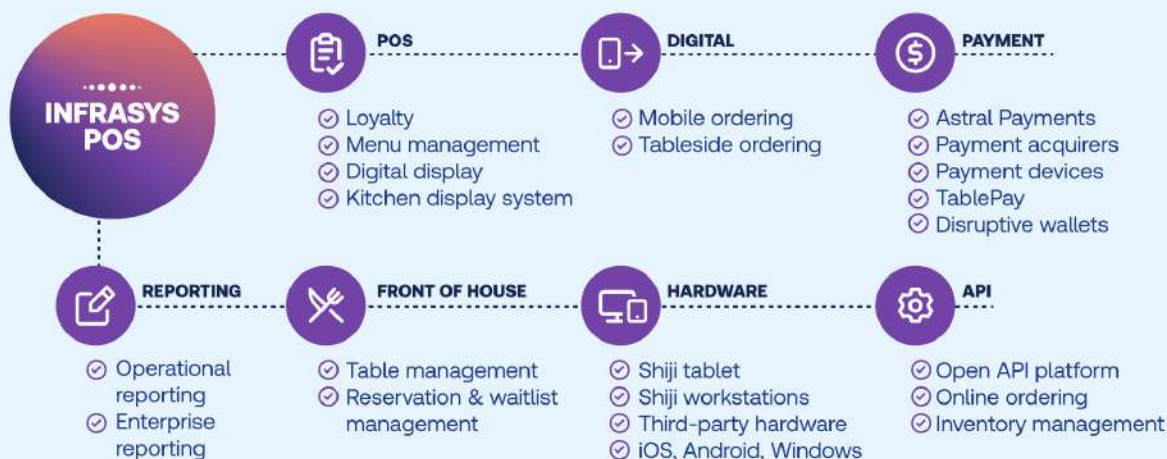 INFRASYS
POS
POS
Loyalty
Menu management
Digital display
Kitchen display system
DIGITAL
Mobile ordering
Tableside ordering
PAYMENT
Astral Payments
Payment acquirers
Payment devices
TablePay
Disruptive wallets
REPORTING
Operational
reporting
Enterprise
reporting
FRONT OF HOUSE
Table management
Reservation & waitlist
management
HARDWARE
Shiji tablet
Shiji workstations
Third-party hardware
iOS, Android, Windows
API
Open API platform
Online ordering
Inventory management